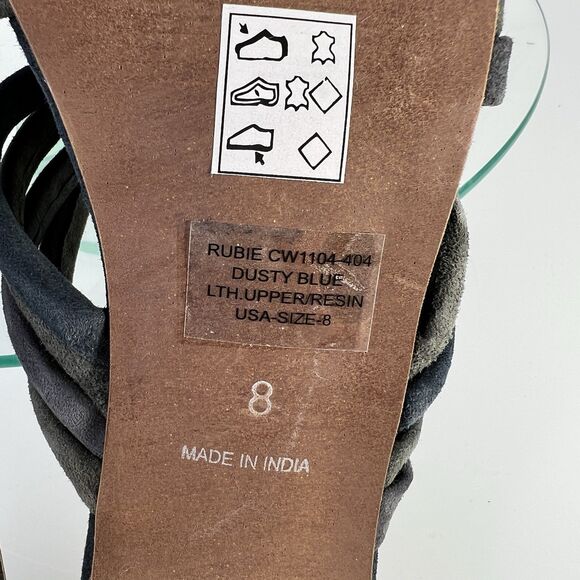 RUBIE CW1104-404
DUSTY BLUE
LTH.UPPER/RESIN
USA-SIZE-8
8
MADE IN INDIA